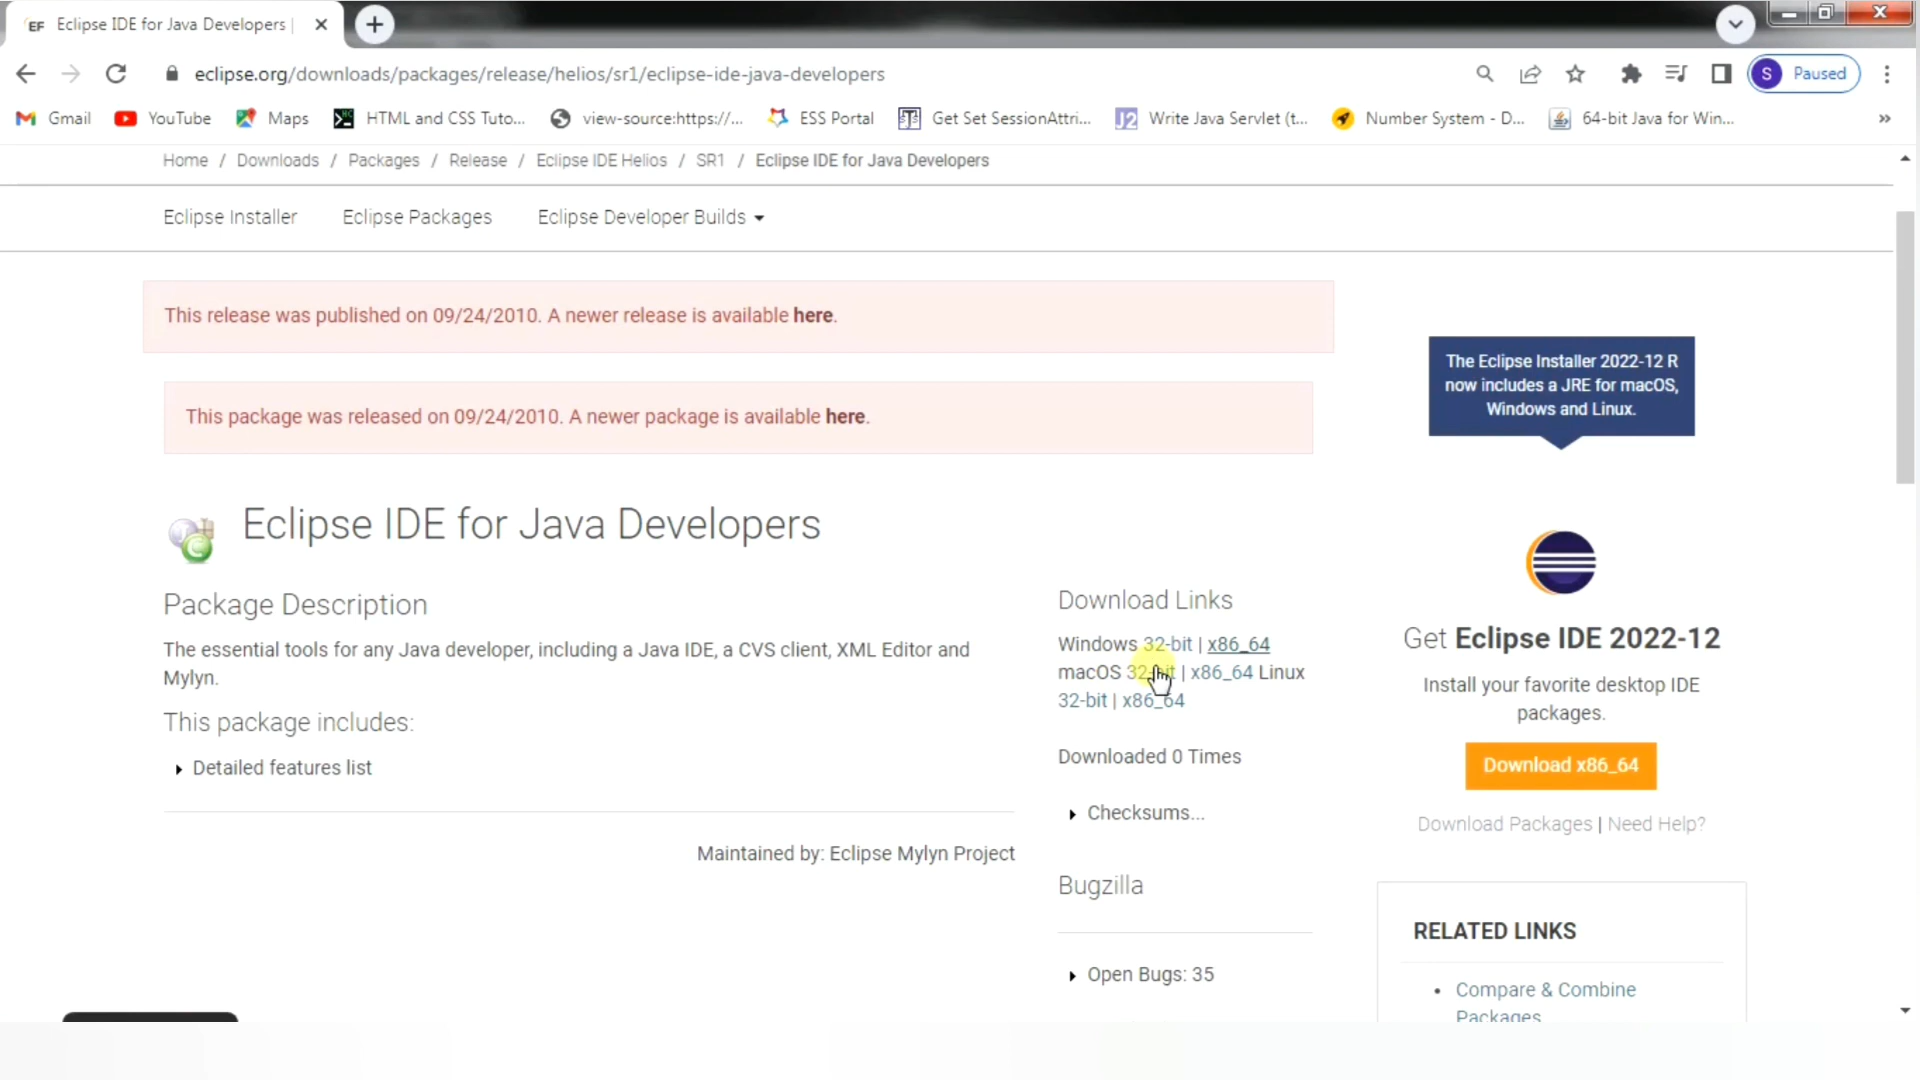 EF Eclipse IDE for Java Developers |
eclipse.org/downloads/packages/release/helios/sr1/eclipse-ide-java-developers
S Paused
Gmail YouTube Maps HTML and CSS Tuto... view-source:https://... ESS Portal Get Set SessionAttri... J2 Write Java Servlet (t... Number System - D... 64-bit Java for Win... »
Home / Downloads / Packages / Release / Eclipse IDE Helios / SR1 / Eclipse IDE for Java Developers
Eclipse Installer Eclipse Packages Eclipse Developer Builds
This release was published on 09/24/2010. A newer release is available here.
This package was released on 09/24/2010. A newer package is available here.
Eclipse IDE for Java Developers
Package Description
The essential tools for any Java developer, including a Java IDE, a CVS client, XML Editor and
Mylyn.
This package includes:
Detailed features list
Maintained by: Eclipse Mylyn Project
Download Links
Windows 32-bit | x86_64
macOS 32-bit | x86_64 Linux
32-bit | x86_64
Downloaded 0 Times
Checksums...
Bugzilla
Open Bugs: 35
The Eclipse Installer 2022-12 R
now includes a JRE for macOS,
Windows and Linux.
Get Eclipse IDE 2022-12
Install your favorite desktop IDE
packages.
Download x86_64
Download Packages | Need Help?
RELATED LINKS
• Compare & Combine
Packages